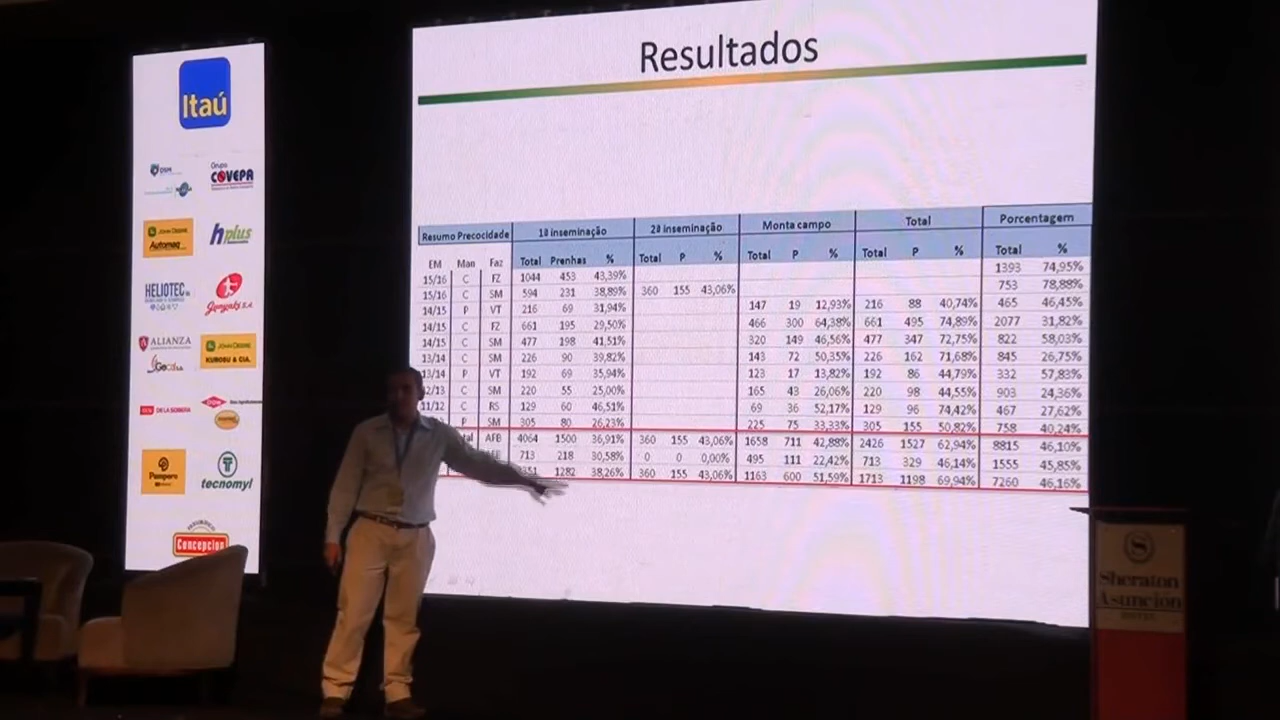 Resultados
Resumo Precocidade 1ª inseminação 2ª inseminação Monta campo Total Porcentagem
EM Man Faz Total Prenhas % Total P % Total P % Total P % Total %
15/16 C FZ 1044 453 43,39% 1393 74,95%
15/16 C SM 594 231 38,89% 360 155 43,06% 753 78,88%
14/15 P VT 216 69 31,94% 147 19 12,93% 216 88 40,74% 465 46,45%
14/15 C FZ 661 195 29,50% 466 300 64,38% 661 495 74,89% 2077 31,82%
14/15 C SM 477 198 41,51% 320 149 46,56% 477 347 72,75% 822 58,03%
13/14 C SM 226 90 39,82% 143 72 50,35% 226 162 71,68% 845 26,75%
13/14 P VT 192 69 35,94% 123 17 13,82% 192 86 44,79% 332 57,83%
12/13 C SM 220 55 25,00% 165 43 26,06% 220 98 44,55% 903 24,36%
11/12 C RS 129 60 46,51% 69 36 52,17% 129 96 74,42% 467 27,62%
P SM 305 80 26,23% 225 75 33,33% 305 155 50,82% 758 40,24%
AFB 4064 1500 36,91% 360 155 43,06% 1658 711 42,88% 2426 1527 62,94% 8815 46,10%
713 218 30,58% 0 0 0,00% 495 111 22,42% 713 329 46,14% 1555 45,85%
1282 38,26% 360 155 43,06% 1163 600 51,59% 1713 1198 69,94% 7260 46,16%
Itaú
DSM
Grupo
COVEPA
JOHN DEERE
Automaq
hplus
HELIOTEC
ALIANZA
JOHN DEERE
KUROSU & CIA.
DE LA SOBERA
Pampero
tecnomyl
Concepcion
Sheraton
Asunción
HOTEL